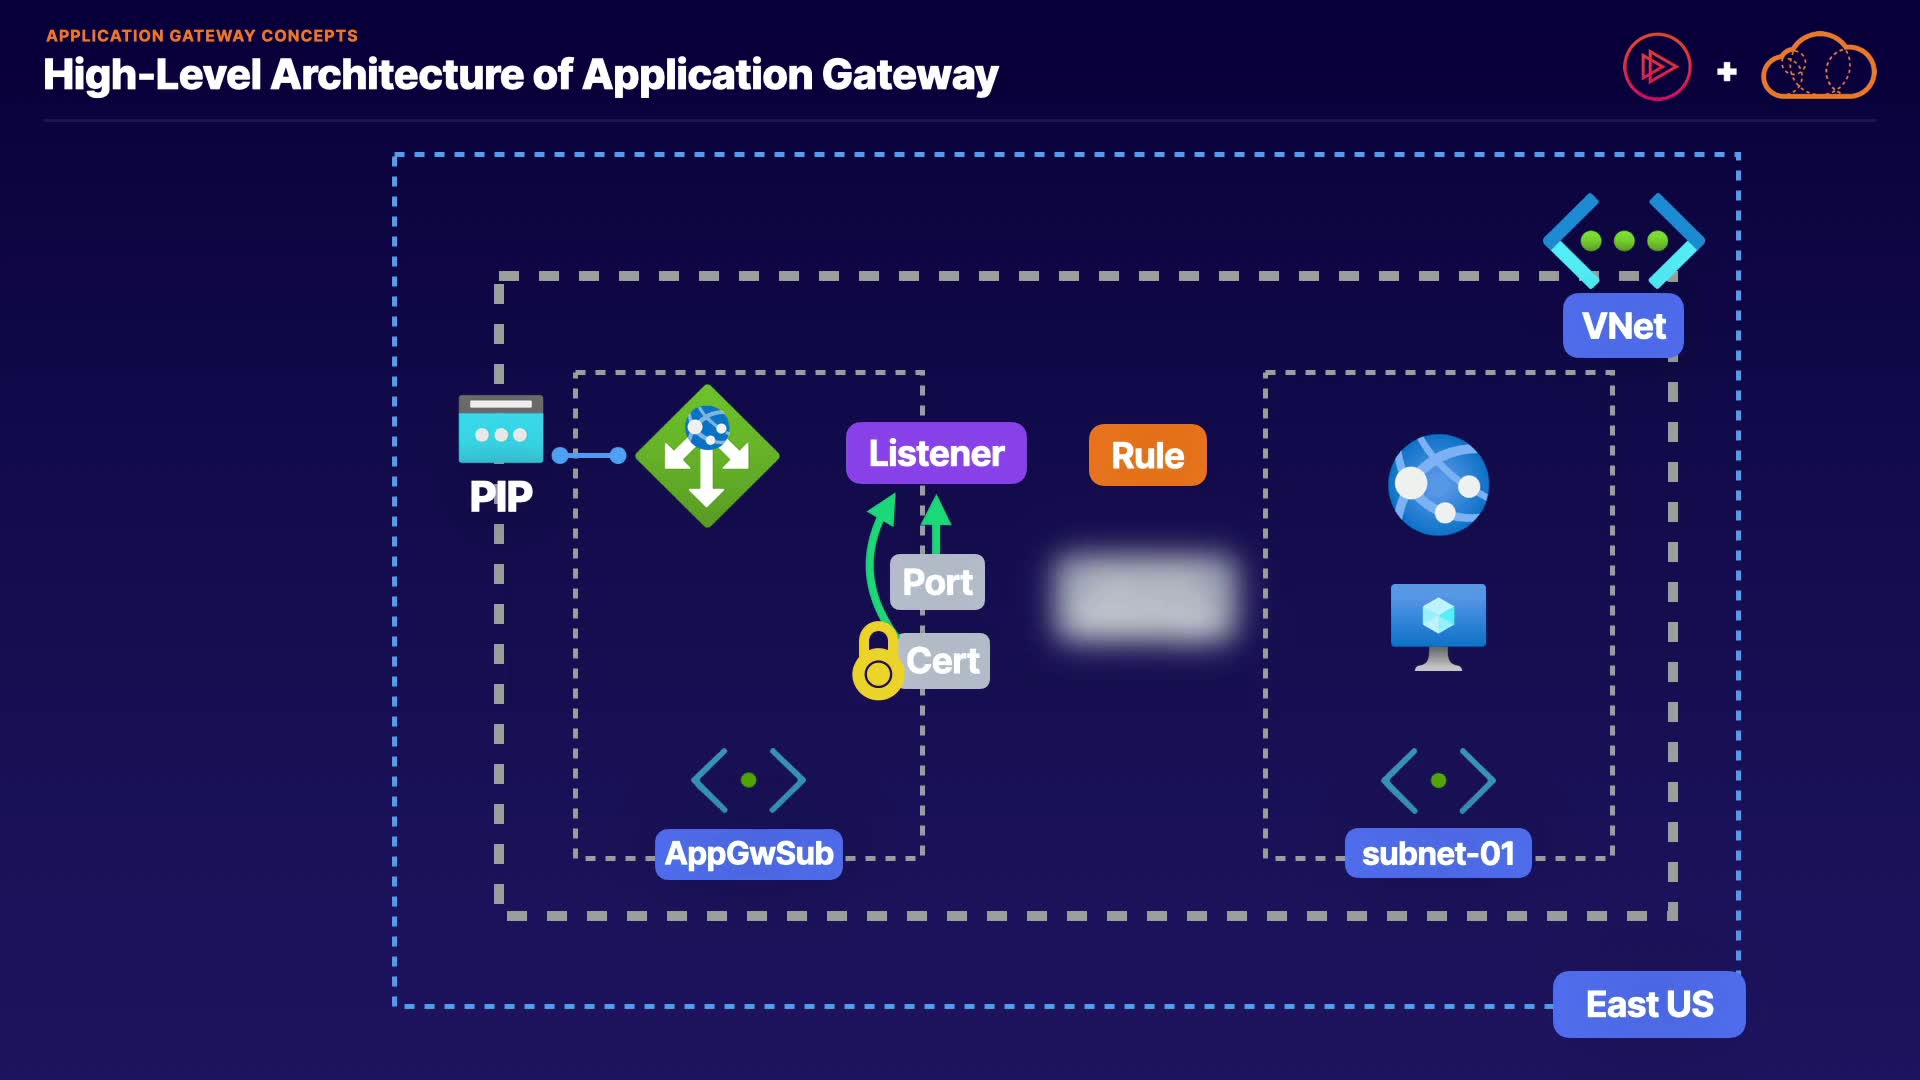 APPLICATION GATEWAY CONCEPTS
High-Level Architecture of Application Gateway
VNet
PIP
Listener
Rule
Port
Cert
AppGwSub
subnet-01
East US